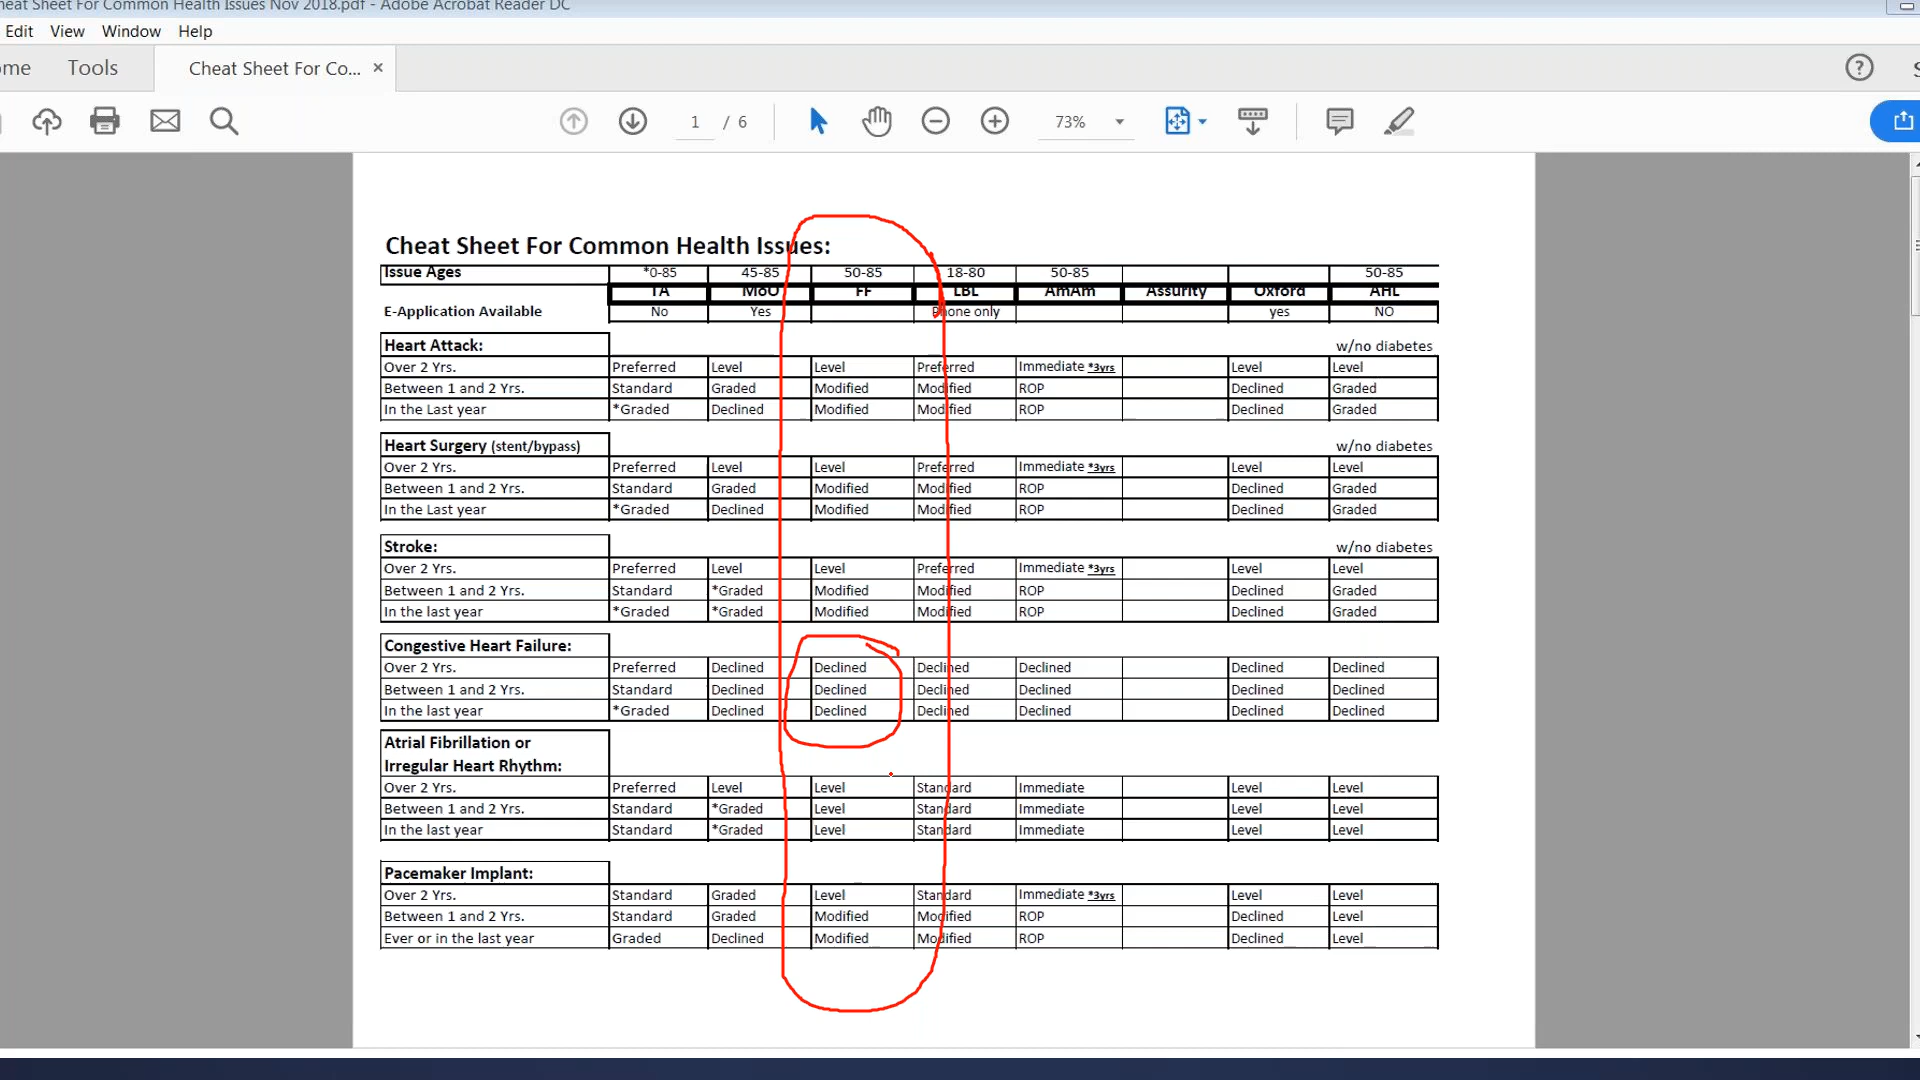 heat Sheet For Common Health Issues Nov 2018.pdf - Adobe Acrobat Reader DC
Edit View Window Help
ome Tools Cheat Sheet For Co... ×
1 / 6 73%
Cheat Sheet For Common Health Issues:
Issue Ages *0-85 45-85 50-85 18-80 50-85 50-85
TA MoO FF LBL AmAm Assurity Oxford AHL
E-Application Available No Yes Phone only yes NO
Heart Attack: w/no diabetes
Over 2 Yrs. Preferred Level Level Preferred Immediate *3yrs Level Level
Between 1 and 2 Yrs. Standard Graded Modified Modified ROP Declined Graded
In the Last year *Graded Declined Modified Modified ROP Declined Graded
Heart Surgery (stent/bypass) w/no diabetes
Over 2 Yrs. Preferred Level Level Preferred Immediate *3yrs Level Level
Between 1 and 2 Yrs. Standard Graded Modified Modified ROP Declined Graded
In the Last year *Graded Declined Modified Modified ROP Declined Graded
Stroke: w/no diabetes
Over 2 Yrs. Preferred Level Level Preferred Immediate *3yrs Level Level
Between 1 and 2 Yrs. Standard *Graded Modified Modified ROP Declined Graded
In the last year *Graded *Graded Modified Modified ROP Declined Graded
Congestive Heart Failure:
Over 2 Yrs. Preferred Declined Declined Declined Declined Declined Declined
Between 1 and 2 Yrs. Standard Declined Declined Declined Declined Declined Declined
In the last year *Graded Declined Declined Declined Declined Declined Declined
Atrial Fibrillation or
Irregular Heart Rhythm:
Over 2 Yrs. Preferred Level Level Standard Immediate Level Level
Between 1 and 2 Yrs. Standard *Graded Level Standard Immediate Level Level
In the last year Standard *Graded Level Standard Immediate Level Level
Pacemaker Implant:
Over 2 Yrs. Standard Graded Level Standard Immediate *3yrs Level Level
Between 1 and 2 Yrs. Standard Graded Modified Modified ROP Declined Level
Ever or in the last year Graded Declined Modified Modified ROP Declined Level